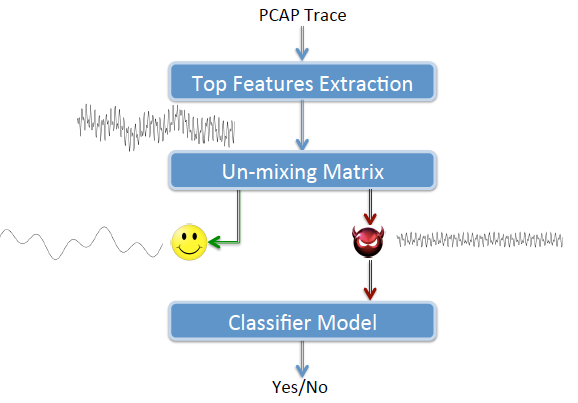 PCAP Trace
Top Features Extraction
Un-mixing Matrix
Classifier Model
Yes/No